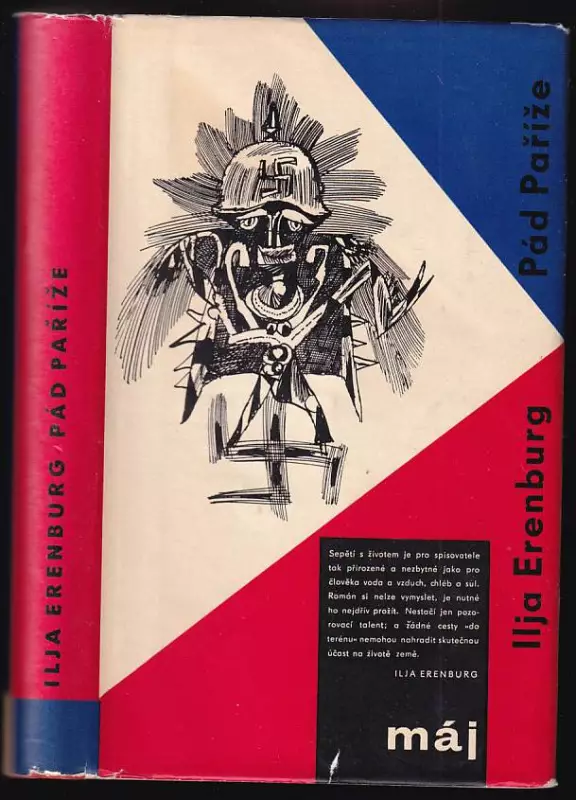 ILJA ERENBURG / PÁD PAŘÍŽE
Ilja Erenburg Pád Paříže
Sepětí s životem je pro spisovatele
tak přirozené a nezbytné jako pro
člověka voda a vzduch, chléb a sůl.
Román si nelze vymyslet, je nutné
ho nejdřív prožít. Nestačí jen pozo-
rovací talent; a žádné cesty »do
terénu« nemohou nahradit skutečnou
účast na životě země.
ILJA ERENBURG
máj